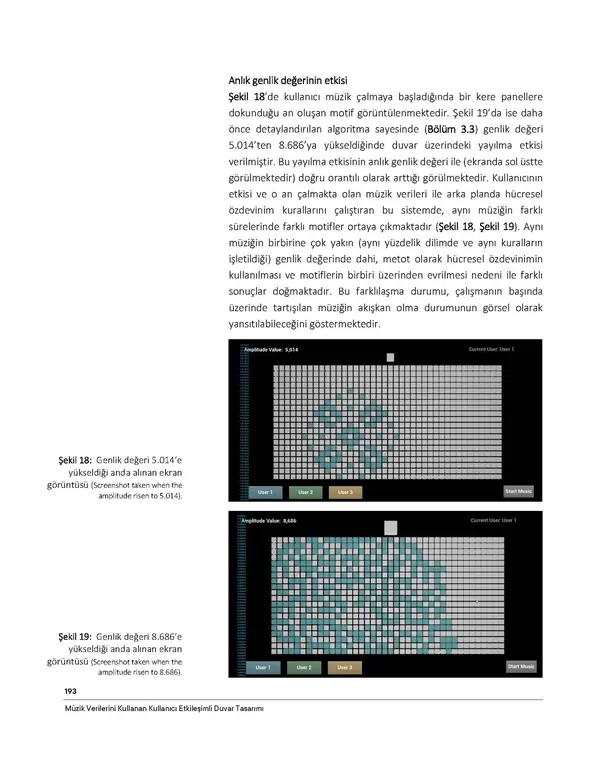 Anlık genlik değerinin etkisi
Şekil 18’de kullanıcı müzik çalmaya başladığında bir kere panellere
dokunduğu an oluşan motif görüntülenmektedir. Şekil 19’da ise daha
önce detaylandırılan algoritma sayesinde (Bölüm 3.3) genlik değeri
5.014’ten 8.686’ya yükseldiğinde duvar üzerindeki yayılma etkisi
verilmiştir. Bu yayılma etkisinin anlık genlik değeri ile (ekranda sol üstte
görülmektedir) doğru orantılı olarak arttığı görülmektedir. Kullanıcının
etkisi ve o an çalmakta olan müzik verileri ile arka planda hücresel
özdevinim kurallarını çalıştıran bu sistemde, aynı müziğin farklı
sürelerinde farklı motifler ortaya çıkmaktadır (Şekil 18, Şekil 19). Aynı
müziğin birbirine çok yakın (aynı yüzdelik dilimde ve aynı kuralların
işletildiği) genlik değerinde dahi, metot olarak hücresel özdevinimin
kullanılması ve motiflerin birbiri üzerinden evrilmesi nedeni ile farklı
sonuçlar doğmaktadır. Bu farklılaşma durumu, çalışmanın başında
üzerinde tartışılan müziğin akışkan olma durumunun görsel olarak
yansıtılabileceğini göstermektedir.
Amplitude Value: 5,014
Current User: User 1
User 1
User 2
User 3
Start Music
Şekil 18: Genlik değeri 5.014’e
yükseldiği anda alınan ekran
görüntüsü (Screenshot taken when the
amplitude risen to 5.014).
Amplitude Value: 8,686
Current User: User 1
User 1
User 2
User 3
Start Music
Şekil 19: Genlik değeri 8.686’e
yükseldiği anda alınan ekran
görüntüsü (Screenshot taken when the
amplitude risen to 8.686).
193
Müzik Verilerini Kullanan Kullanıcı Etkileşimli Duvar Tasarımı